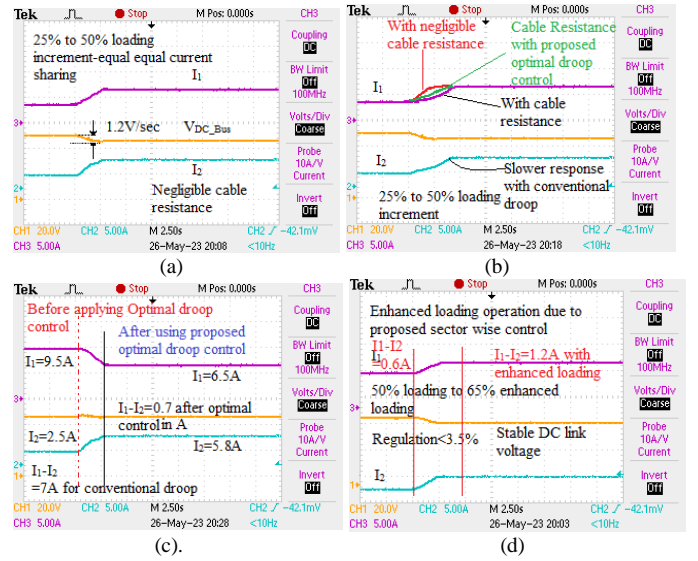 Tek Stop M Pos: 0.000s CH3
25% to 50% loading
increment-equal equal current
sharing
I1
1.2V/sec VDC_Bus
I2
Negligible cable
resistance
3
2
1
Coupling
DC
BW Limit
Off
100MHz
Volts/Div
Coarse
Probe
10A/V
Current
Invert
Off
CH1 20.0V CH2 5.00A M 2.50s CH2 -42.1mV
CH3 5.00A 26-May-23 20:08 <10Hz
(a)
Tek Stop M Pos: 0.000s CH3
With negligible
cable resistance
Cable Resistance
with proposed
optimal droop
control
I1
With cable
resistance
I2
Slower response
with conventional
droop
25% to 50% loading
increment
3
2
1
Coupling
DC
BW Limit
Off
100MHz
Volts/Div
Coarse
Probe
10A/V
Current
Invert
Off
CH1 20.0V CH2 5.00A M 2.50s CH2 -42.1mV
CH3 5.00A 26-May-23 20:18 <10Hz
(b)
Tek Stop M Pos: 0.000s CH3
Before applying Optimal droop
control
After using proposed
optimal droop control
I1=9.5A
I1=6.5A
I1-I2=0.7 after optimal
control in A
I2=2.5A
I2=5.8A
I1-I2
=7A for conventional droop
3
2
1
Coupling
DC
BW Limit
Off
100MHz
Volts/Div
Coarse
Probe
10A/V
Current
Invert
Off
CH1 20.0V CH2 5.00A M 2.50s CH2 -42.1mV
CH3 5.00A 26-May-23 20:28 <10Hz
(c).
Tek Stop M Pos: 0.000s CH3
Enhanced loading operation due to
proposed sector wise control
I1-I2
I1
=0.6A
I1-I2=1.2A with
enhanced loading
50% loading to 65% enhanced
loading
Regulation<3.5%
Stable DC link
voltage
I2
3
1
Coupling
DC
BW Limit
Off
100MHz
Volts/Div
Coarse
Probe
10A/V
Current
Invert
Off
CH1 20.0V CH2 5.00A M 2.50s CH2 -42.1mV
CH3 5.00A 26-May-23 20:03 <10Hz
(d)